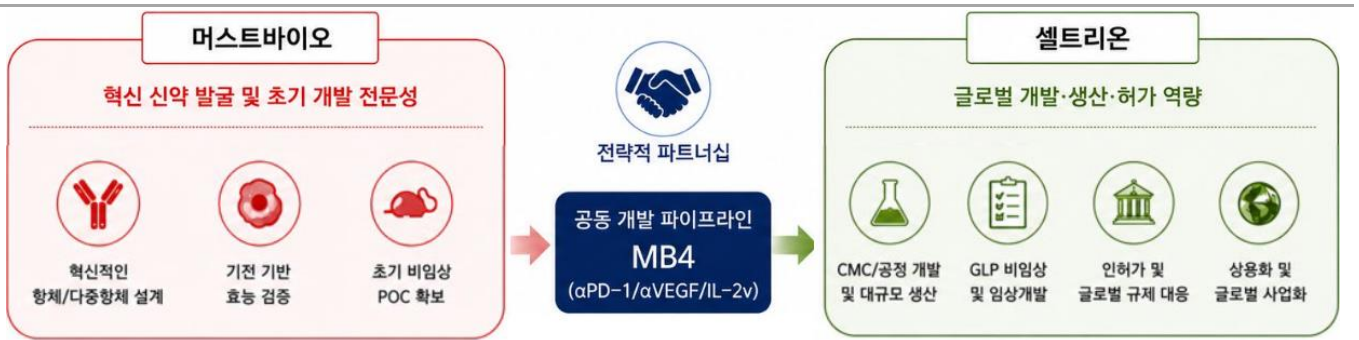 머스트바이오
혁신 신약 발굴 및 초기 개발 전문성
혁신적인
항체/다중항체 설계
기전 기반
효능 검증
초기 비임상
POC 확보
전략적 파트너십
공동 개발 파이프라인
MB4
(αPD-1/αVEGF/IL-2v)
셀트리온
글로벌 개발·생산·허가 역량
CMC/공정 개발
및 대규모 생산
GLP 비임상
및 임상개발
인허가 및
글로벌 규제 대응
상용화 및
글로벌 사업화